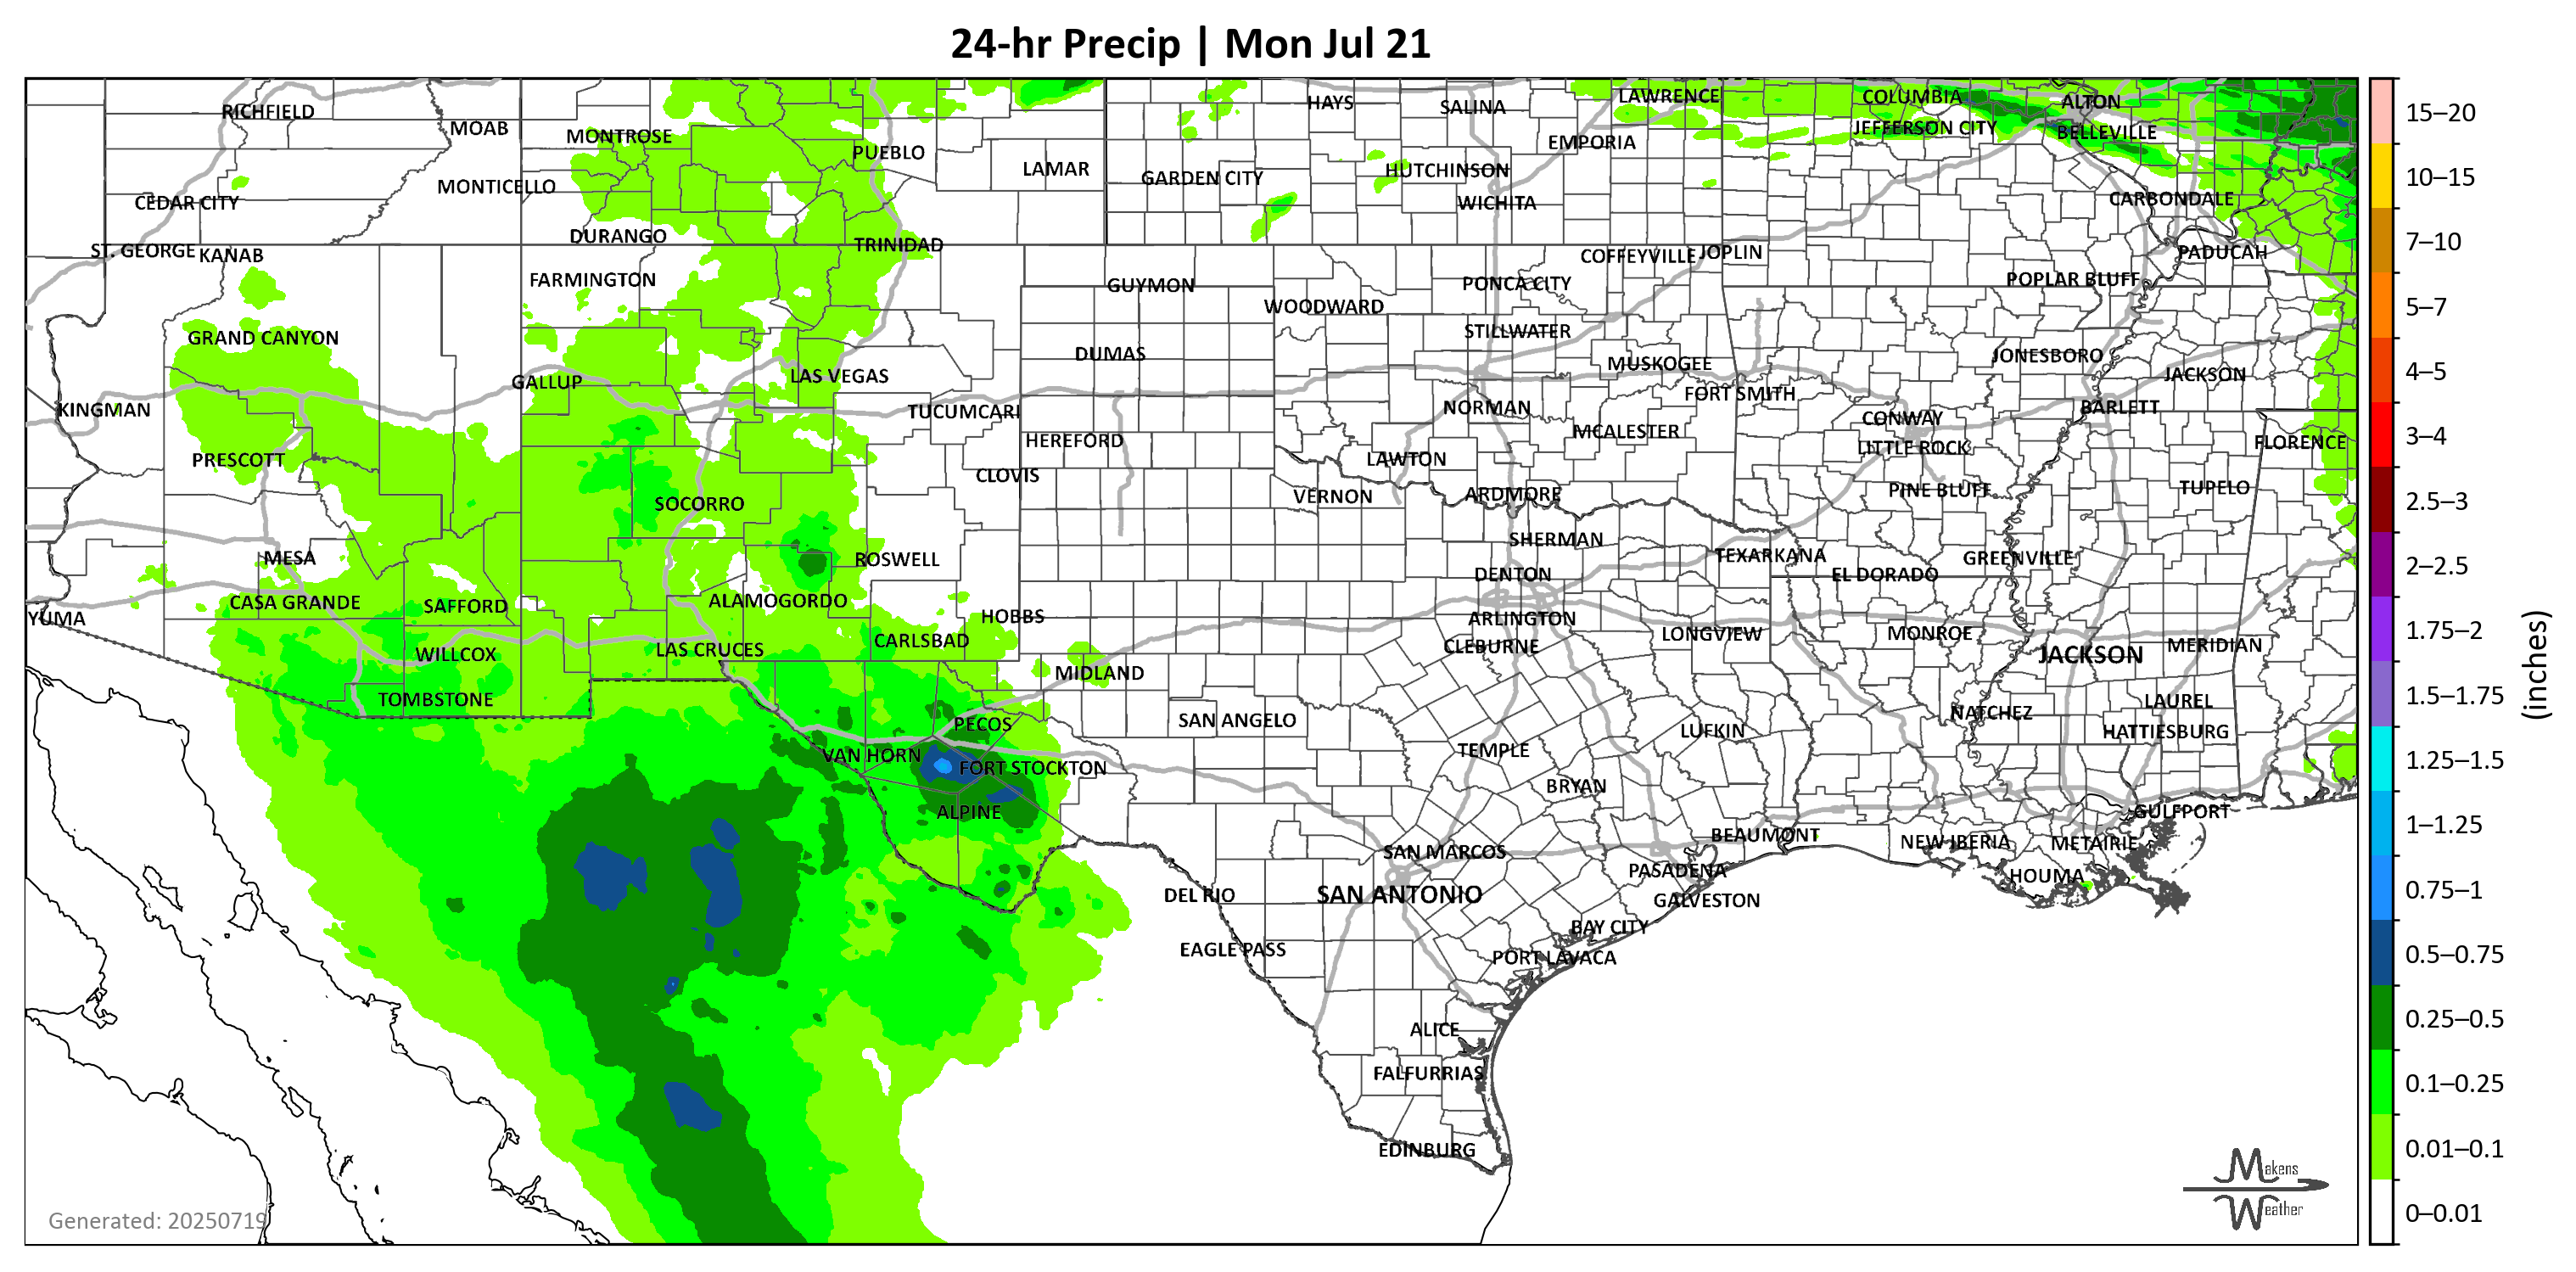 24-hr Precip | Mon Jul 21
RICHFIELD
MOAB
MONTROSE
PUEBLO
LAMAR
HAYS
SALINA
LAWRENCE
COLUMBIA
ALTON
JEFFERSON CITY
BELLEVILLE
EMPORIA
GARDEN CITY
HUTCHINSON
MONTICELLO
CEDAR CITY
WICHITA
CARBONDALE
DURANGO
TRINIDAD
ST. GEORGE
KANAB
COFFEYVILLE
JOPLIN
PADUCAH
FARMINGTON
GUYMON
PONCA CITY
POPLAR BLUFF
WOODWARD
STILLWATER
GRAND CANYON
DUMAS
JONESBORO
MUSKOGEE
GALLUP
LAS VEGAS
JACKSON
FORT SMITH
KINGMAN
TUCUMCARI
NORMAN
BARLETT
CONWAY
MCALESTER
HEREFORD
FLORENCE
LITTLE ROCK
PRESCOTT
LAWTON
CLOVIS
TUPELO
PINE BLUFF
VERNON
ARDMORE
SOCORRO
SHERMAN
MESA
ROSWELL
TEXARKANA
GREENVILLE
DENTON
EL DORADO
CASA GRANDE
SAFFORD
ALAMOGORDO
HOBBS
YUMA
ARLINGTON
CARLSBAD
LONGVIEW
MONROE
CLEBURNE
MERIDIAN
WILLCOX
LAS CRUCES
JACKSON
MIDLAND
TOMBSTONE
LAUREL
NATCHEZ
PECOS
SAN ANGELO
LUFKIN
HATTIESBURG
VAN HORN
TEMPLE
FORT STOCKTON
BRYAN
ALPINE
GULFPORT
BEAUMONT
NEW IBERIA
METAIRIE
SAN MARCOS
PASADENA
HOUMA
DEL RIO
SAN ANTONIO
GALVESTON
BAY CITY
EAGLE PASS
PORT LAVACA
ALICE
FALFURRIAS
EDINBURG
Generated: 20250719
Makens
Weather
15–20
10–15
7–10
5–7
4–5
3–4
2.5–3
2–2.5
1.75–2
1.5–1.75
1.25–1.5
1–1.25
0.75–1
0.5–0.75
0.25–0.5
0.1–0.25
0.01–0.1
0–0.01
(inches)